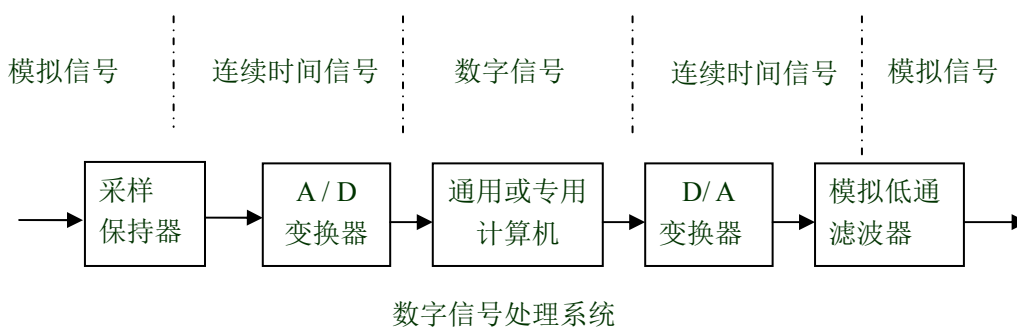 模拟信号 连续时间信号 数字信号 连续时间信号 模拟信号
采样
保持器
A / D
变换器
通用或专用
计算机
D/ A
变换器
模拟低通
滤波器
数字信号处理系统